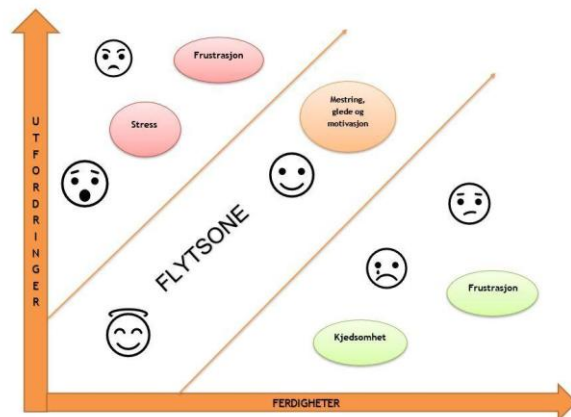 Frustrasjon
Stress
Mestring,
glede og
motivasjon
UTFORDRINGER
FLYTSONE
Frustrasjon
Kjedsomhet
FERDIGHETER